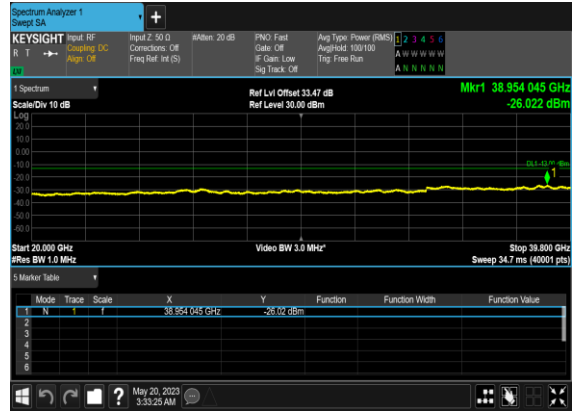 Spectrum Analyzer 1
Swept SA
KEYSIGHT Input: RF Input Z: 50 Ω #Atten: 20 dB PNO: Fast Avg Type: Power (RMS) 1 2 3 4 5 6
R T Coupling: DC Corrections: Off Gate: Off Avg|Hold: 100/100 A W W W W W
Align: Off Freq Ref: Int (S) IF Gain: Low Trig: Free Run
Sig Track: Off A N N N N N
1 Spectrum Ref Lvl Offset 33.47 dB Mkr1 38.954 045 GHz
Scale/Div 10 dB Ref Level 30.00 dBm -26.022 dBm
Log
20.0
10.0
0.00
-10.0 DL1 -13.00 dBm
-20.0 1
-30.0
-40.0
-50.0
-60.0
Start 20.000 GHz Video BW 3.0 MHz* Stop 39.800 GHz
#Res BW 1.0 MHz Sweep 34.7 ms (40001 pts)
5 Marker Table
Mode Trace Scale X Y Function Function Width Function Value
1 N 1 f 38.954 045 GHz -26.02 dBm
2
3
4
5
6
May 20, 2023
3:33:25 AM